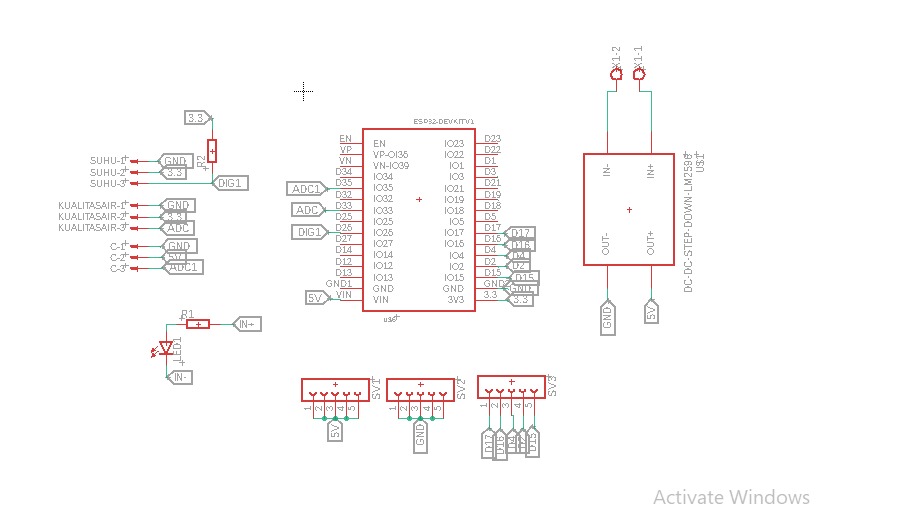 X1-2
X1-1
3.3
R2
SUHU-1
GND
SUHU-2
3.3
SUHU-3
DIG1
KUALITASAIR-1
GND
KUALITASAIR-2
3.3
KUALITASAIR-3
ADC
C-1
GND
C-2
5V
C-3
ADC1
R1
IN+
LED1
IN-
ESP32-DEVKITV1
EN EN IO23 D23
VP VP-OI36 IO22 D22
VN VN-IO39 IO1 D1
D34 IO34 IO3 D3
ADC1 D35 IO35 IO21 D21
D32 IO32 IO19 D19
ADC D33 IO33 IO18 D18
D25 IO25 IO5 D5
DIG1 D26 IO26 IO17 D17 D17
D27 IO27 IO16 D16 D16
D14 IO14 IO4 D4 D4
D12 IO12 IO2 D2 D2
D13 IO13 IO15 D15 D15
GND1 GND GND GND
5V VIN VIN 3V3 3.3 3.3
IN-
IN+
OUT-
OUT+
DC-DC-STEP-DOWN-LM2596
U$1
GND
5V
SV1
1 2 3 4 5
5V
SV2
1 2 3 4 5
GND
SV3
1 2 3 4 5
D17
D16
D4
D2
D15
Activate Windows